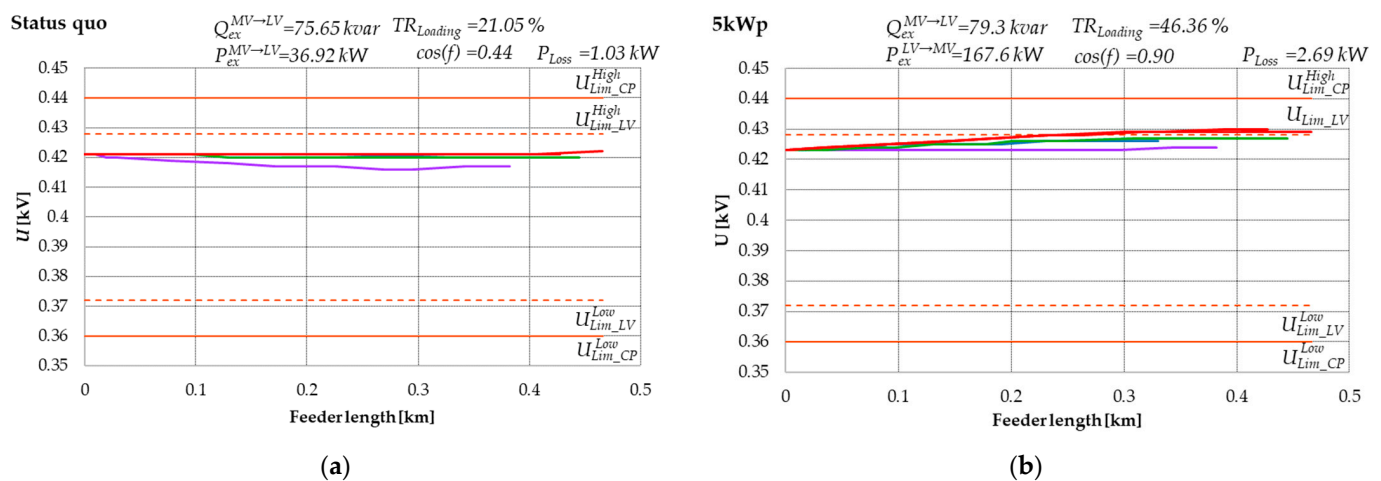 Status quo
Q_ex^MV→LV=75.65 kvar TR_Loading =21.05 %
P_ex^MV→LV=36.92 kW cos(f) =0.44 P_Loss =1.03 kW
0.45
U_Lim_CP^High
0.44
U_Lim_LV^High
0.43
0.42
0.41
0.4
0.39
0.38
0.37
U_Lim_LV^Low
0.36
U_Lim_CP^Low
0.35
U [kV]
0 0.1 0.2 0.3 0.4 0.5
Feeder length [km]
(a)
5kWp
Q_ex^MV→LV=79.3 kvar TR_Loading =46.36 %
P_ex^LV→MV=167.6 kW cos(f) =0.90 P_Loss =2.69 kW
0.45
U_Lim_CP^High
0.44
U_Lim_LV
0.43
0.42
0.41
0.4
0.39
0.38
0.37
U_Lim_LV^Low
0.36
U_Lim_CP^Low
0.35
U [kV]
0 0.1 0.2 0.3 0.4 0.5
Feeder length [km]
(b)